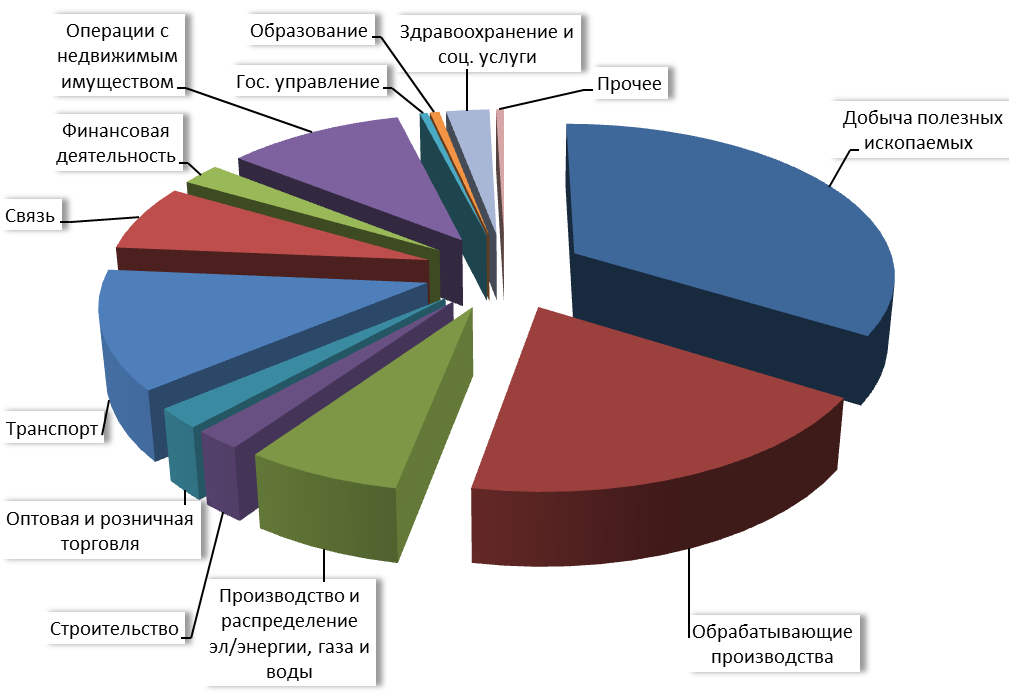 Операции с
недвижимым
имуществом
Образование
Здравоохранение и
соц. услуги
Гос. управление
Прочее
Добыча полезных
ископаемых
Финансовая
деятельность
Связь
Транспорт
Оптовая и розничная
торговля
Строительство
Производство и
распределение
эл/энергии, газа и
воды
Обрабатывающие
производства